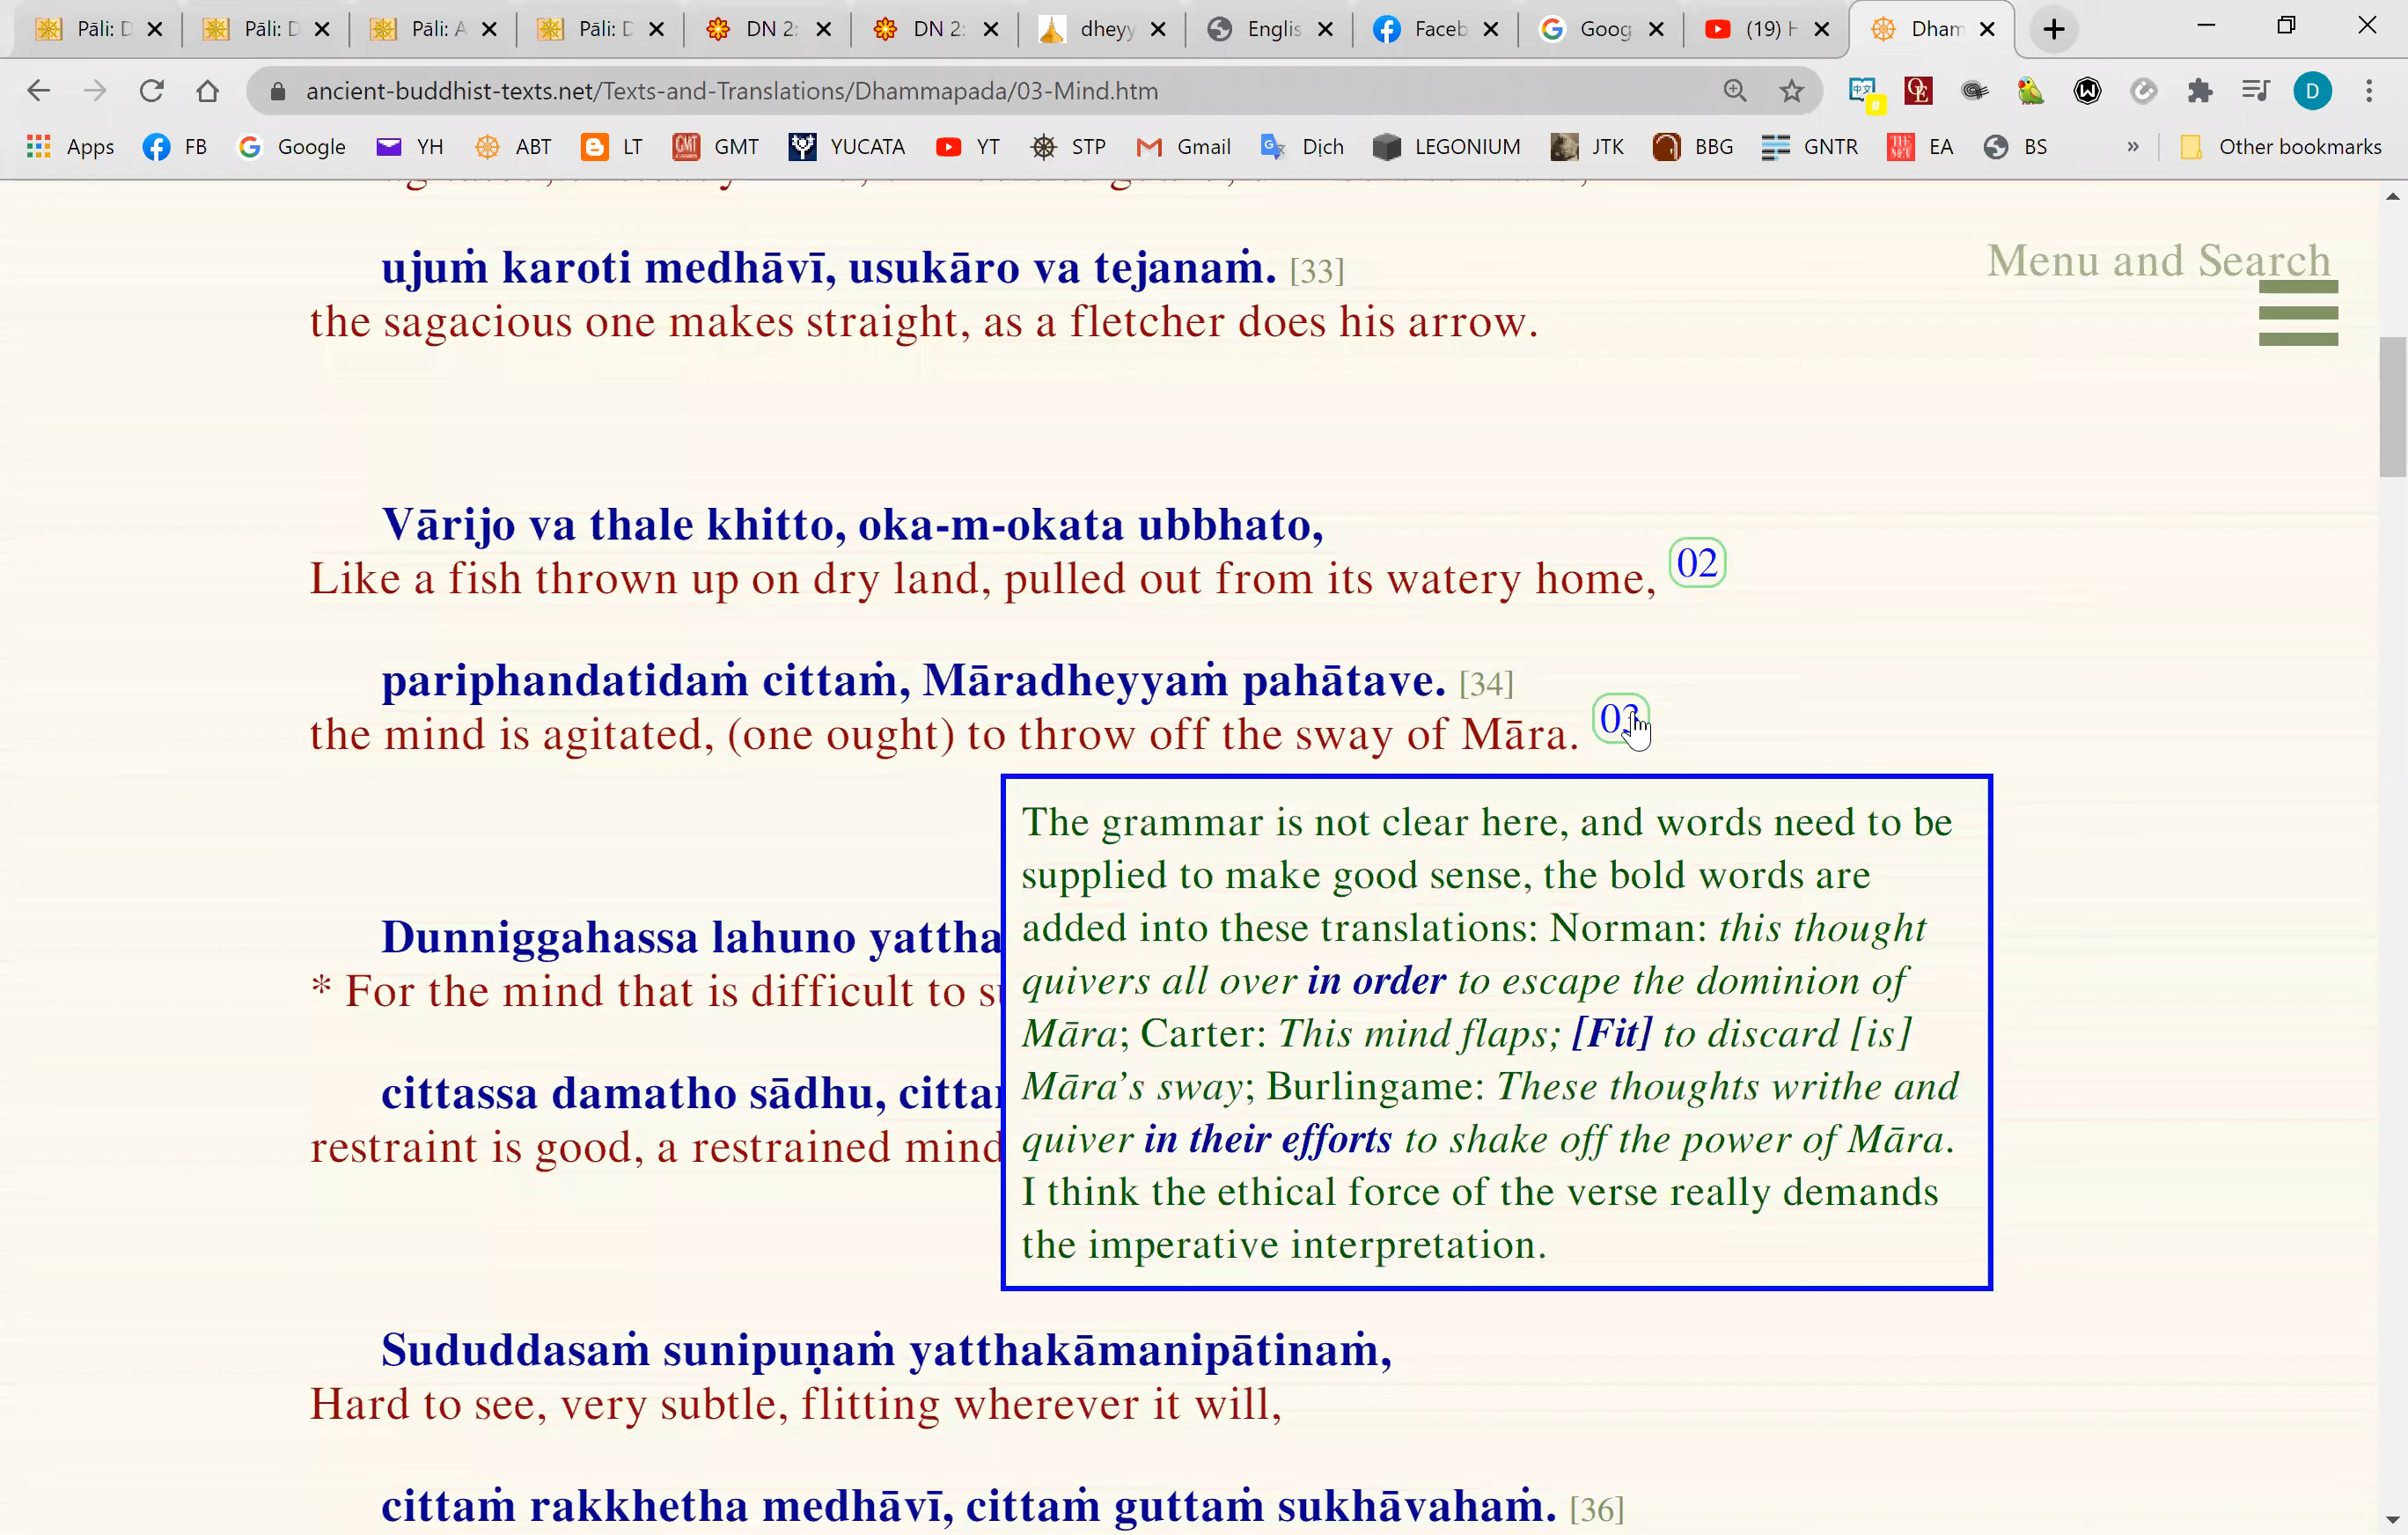 Pāli: D
Pāli: D
Pāli: A
Pāli: D
DN 2
DN 2
dheyy
Englis
Faceb
Goog
(19) H
Dham
ancient-buddhist-texts.net/Texts-and-Translations/Dhammapada/03-Mind.htm
D
Apps FB Google YH ABT LT GMT YUCATA YT STP Gmail Dịch LEGONIUM JTK BBG GNTR EA BS » Other bookmarks
Menu and Search
ujuṁ karoti medhāvī, usukāro va tejanaṁ. [33]
the sagacious one makes straight, as a fletcher does his arrow.
Vārijo va thale khitto, oka-m-okata ubbhato,
Like a fish thrown up on dry land, pulled out from its watery home, 02
pariphandatidaṁ cittaṁ, Māradheyyaṁ pahātave. [34]
the mind is agitated, (one ought) to throw off the sway of Māra. 03
The grammar is not clear here, and words need to be
supplied to make good sense, the bold words are
added into these translations: Norman: this thought
quivers all over in order to escape the dominion of
Māra; Carter: This mind flaps; [Fit] to discard [is]
Māra’s sway; Burlingame: These thoughts writhe and
quiver in their efforts to shake off the power of Māra.
I think the ethical force of the verse really demands
the imperative interpretation.
Dunniggahassa lahuno yattha
* For the mind that is difficult to su
cittassa damatho sādhu, citta
restraint is good, a restrained mind
Sududdasaṁ sunipuṇaṁ yatthakāmanipātinaṁ,
Hard to see, very subtle, flitting wherever it will,
cittaṁ rakkhetha medhāvī, cittaṁ guttaṁ sukhāvahaṁ. [36]